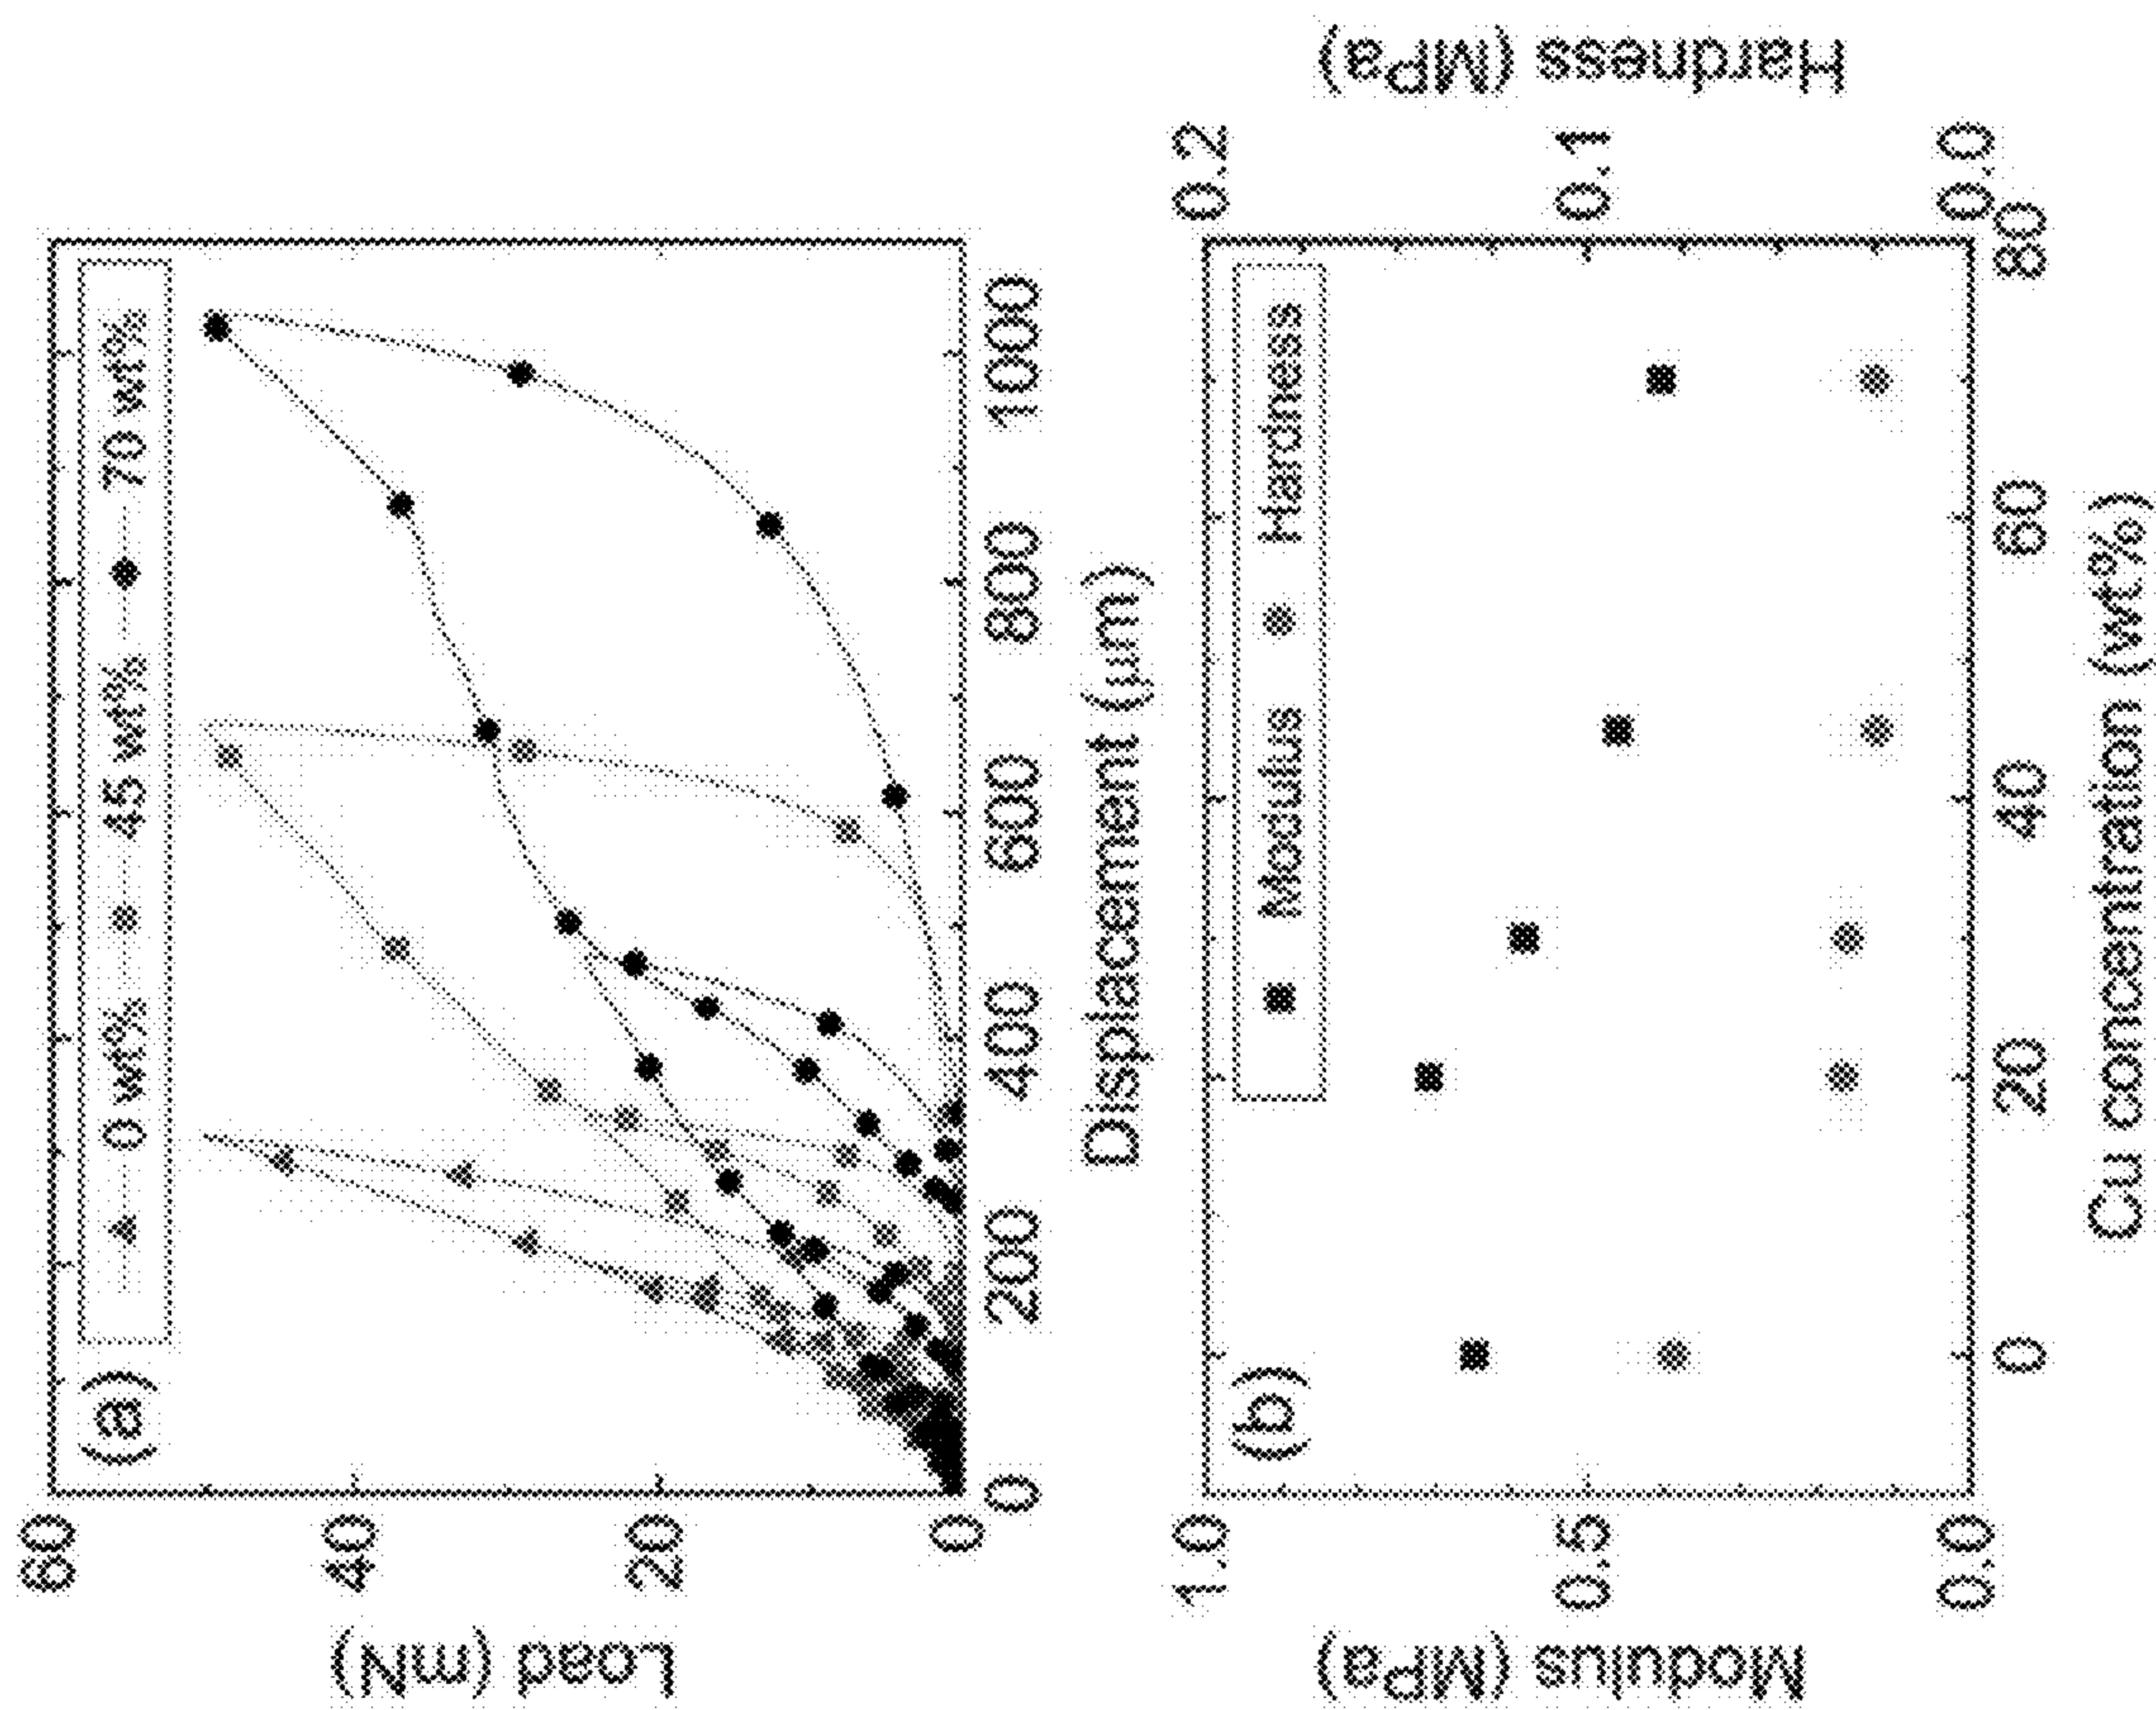 (a)
0 wt% 45 wt% 70 wt%
60
40
20
0
Load (mN)
0 200 400 600 800 1000
Displacement (μm)
(b)
Modulus Hardness
1.0
0.5
0.0
Modulus (MPa)
0.2
0.1
0.0
Hardness (MPa)
0 20 40 60 80
Cu concentration (wt%)